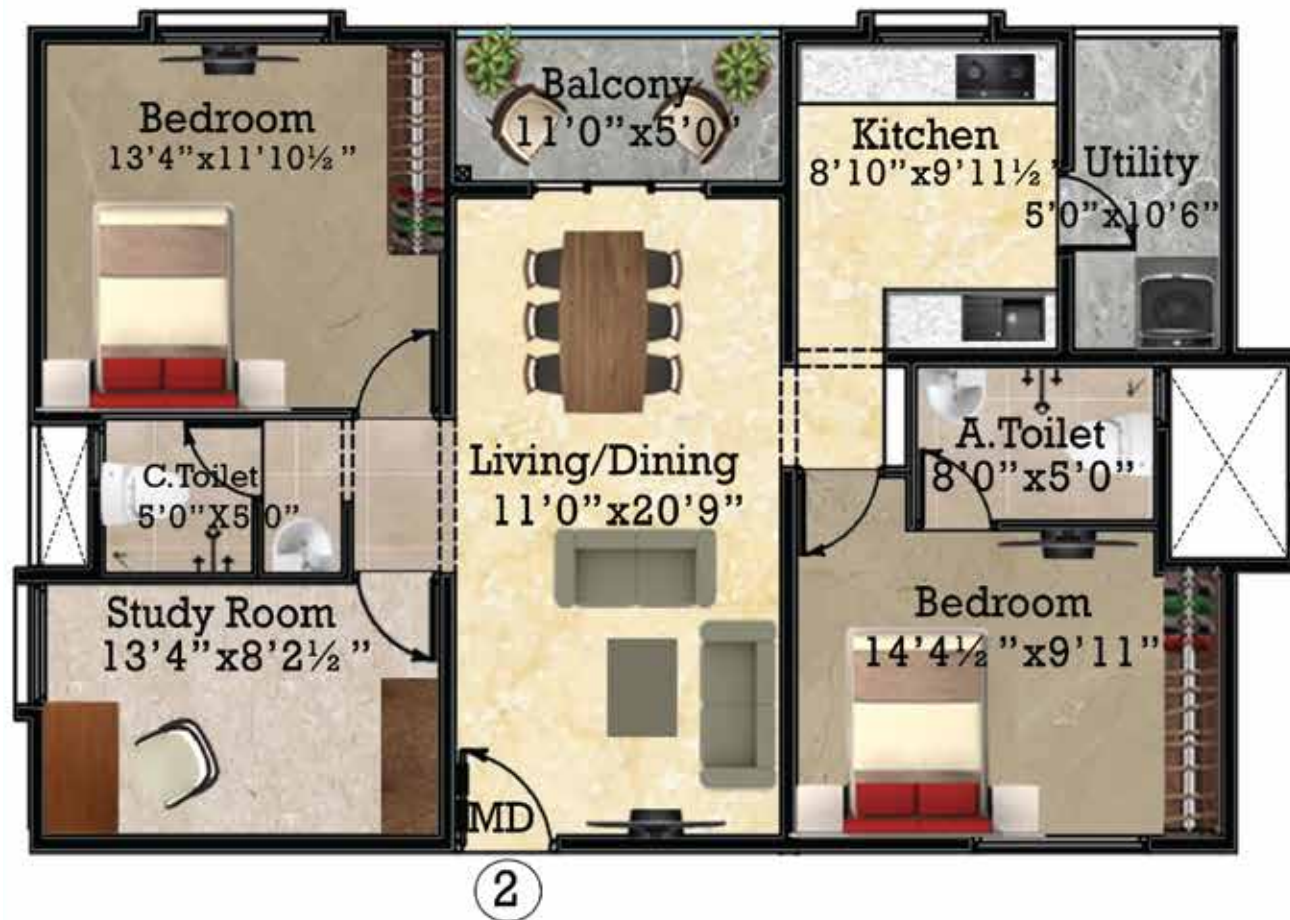 Bedroom
13'4"x11'10½"
Balcony
11'0"x5'0"
Kitchen
8'10"x9'11½"
Utility
5'0"x10'6"
C.Toilet
5'0"X5'0"
Living/Dining
11'0"x20'9"
A.Toilet
8'0"x5'0"
Study Room
13'4"x8'2½"
Bedroom
14'4½"x9'11"
MD
2